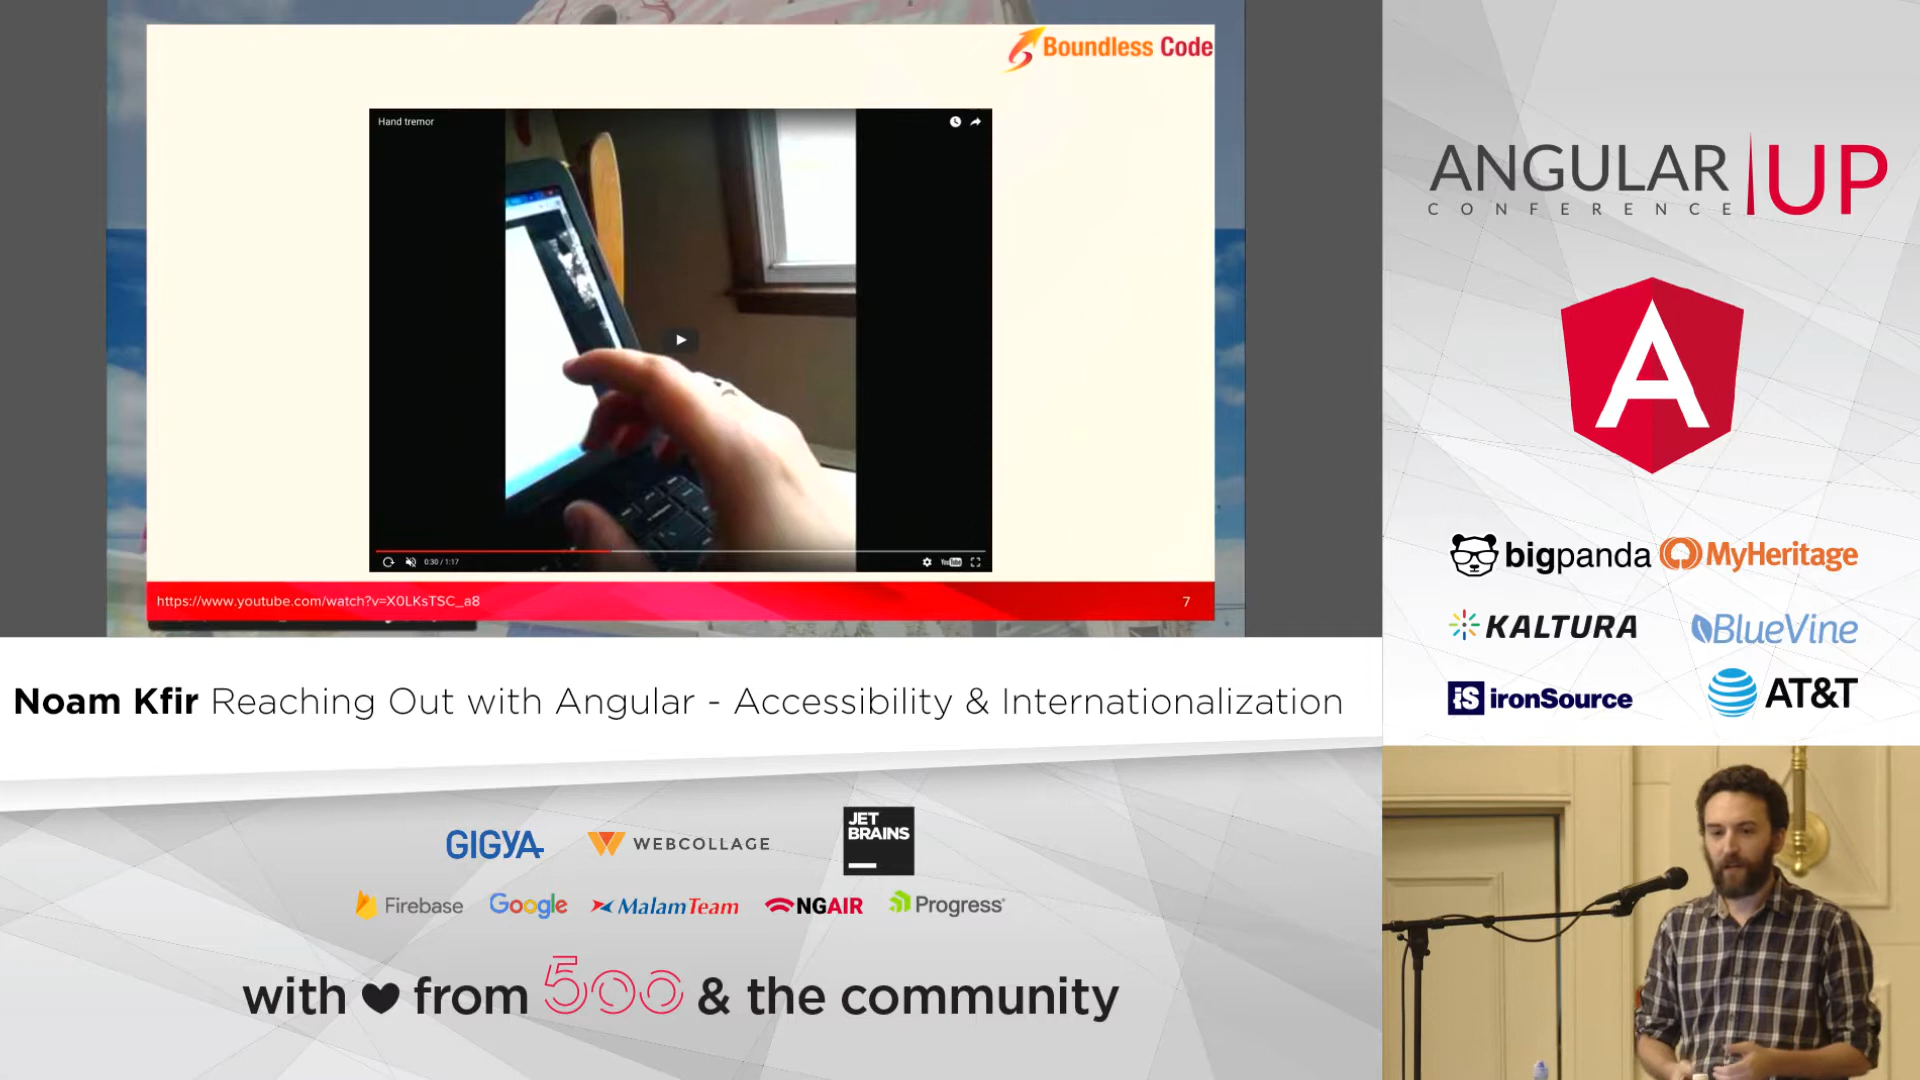 Boundless Code
Hand tremor
0:30 / 1:17
YouTube
https://www.youtube.com/watch?v=X0LKsTSC_a8
7
ANGULAR UP
CONFERENCE
A
bigpanda
MyHeritage
KALTURA
BlueVine
iS ironSource
AT&T
Noam Kfir Reaching Out with Angular - Accessibility & Internationalization
GIGYA
WEBCOLLAGE
JET
BRAINS
Firebase
Google
MalamTeam
NGAIR
Progress
with from 500 & the community